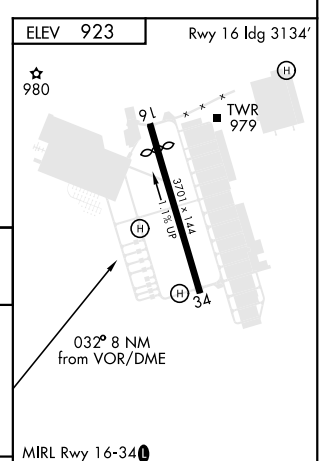 ELEV 923
Rwy 16 ldg 3134'
H
980
TWR
979
16
3701 x 144
1.1% UP
H
H
34
032° 8 NM
from VOR/DME
MIRL Rwy 16-34 L